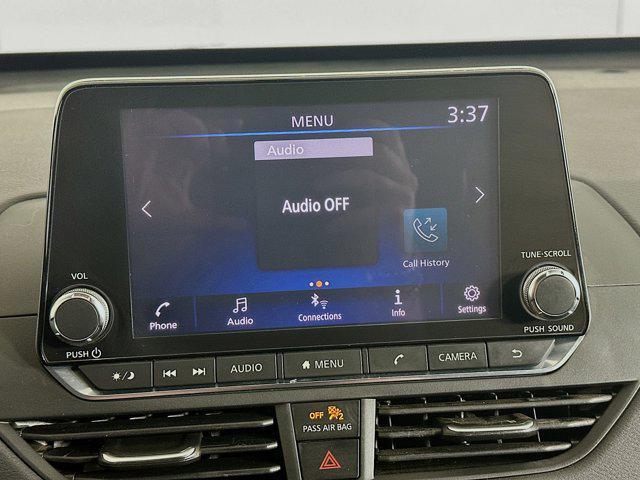 MENU
3:37
Audio
Audio OFF
Call History
Phone
Audio
Connections
Info
Settings
VOL
PUSH
TUNE·SCROLL
PUSH SOUND
AUDIO
MENU
CAMERA
OFF 2
PASS AIR BAG